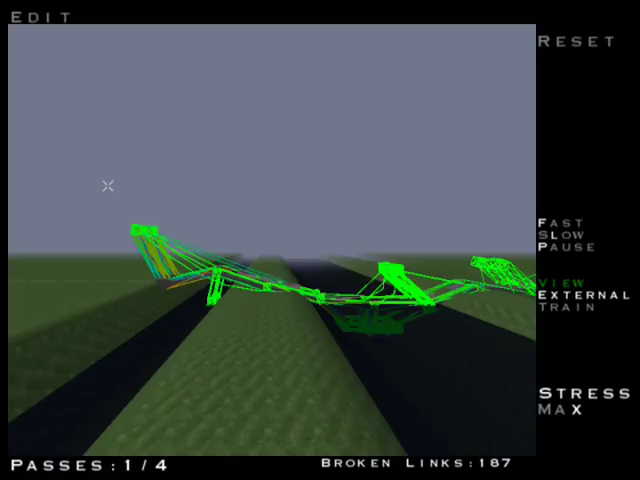 EDIT
RESET
FAST
SLOW
PAUSE
VIEW
EXTERNAL
TRAIN
STRESS
MAX
PASSES:1/4
BROKEN LINKS:187